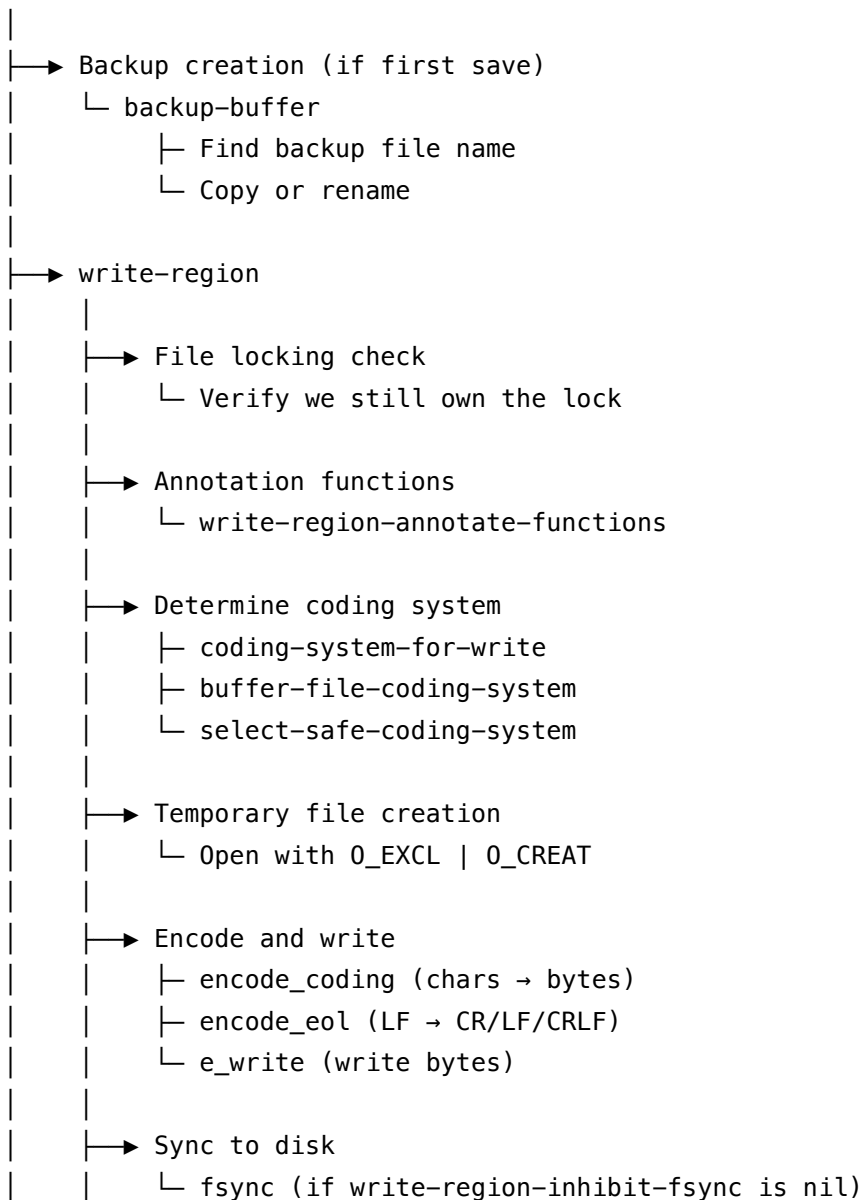 │
├──▶ Backup creation (if first save)
│    └─ backup-buffer
│         ├─ Find backup file name
│         └─ Copy or rename
│
├──▶ write-region
│    │
│    ├──▶ File locking check
│    │    └─ Verify we still own the lock
│    │
│    ├──▶ Annotation functions
│    │    └─ write-region-annotate-functions
│    │
│    ├──▶ Determine coding system
│    │    ├─ coding-system-for-write
│    │    ├─ buffer-file-coding-system
│    │    └─ select-safe-coding-system
│    │
│    ├──▶ Temporary file creation
│    │    └─ Open with O_EXCL | O_CREAT
│    │
│    ├──▶ Encode and write
│    │    ├─ encode_coding (chars → bytes)
│    │    ├─ encode_eol (LF → CR/LF/CRLF)
│    │    └─ e_write (write bytes)
│    │
│    ├──▶ Sync to disk
│    │    └─ fsync (if write-region-inhibit-fsync is nil)